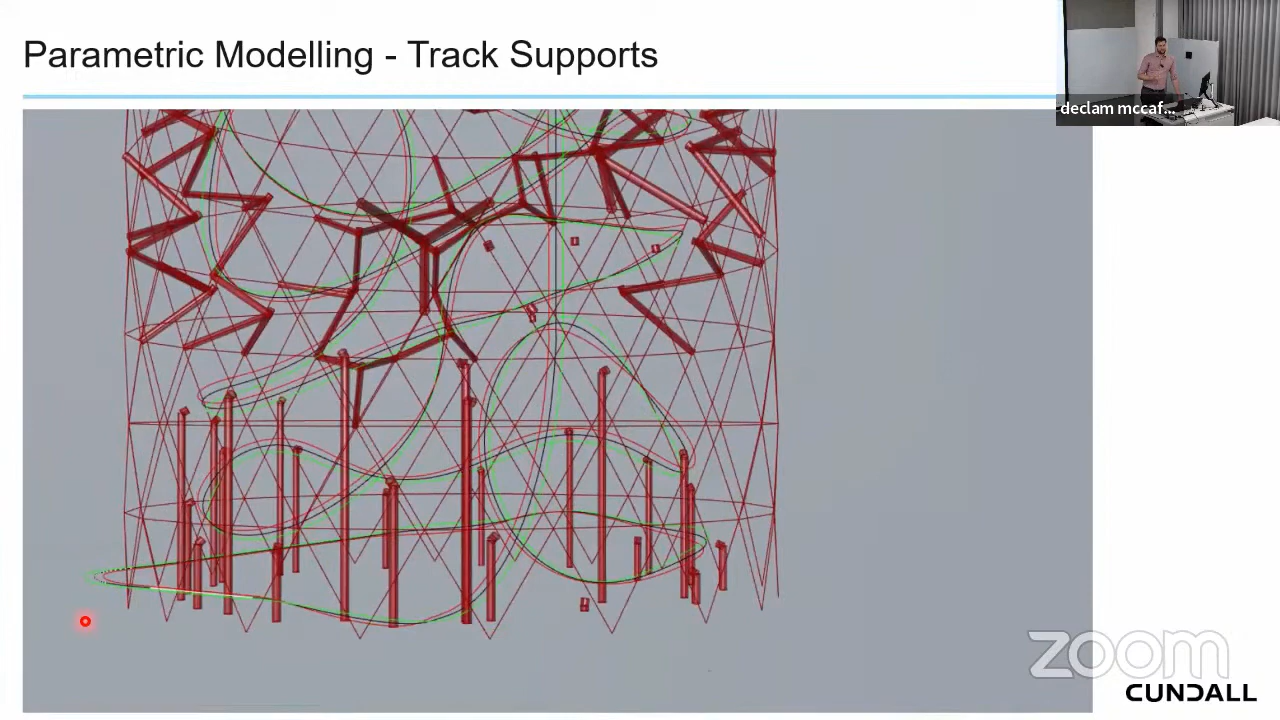 Parametric Modelling - Track Supports
declam mccaf...
zoom
CUNDALL